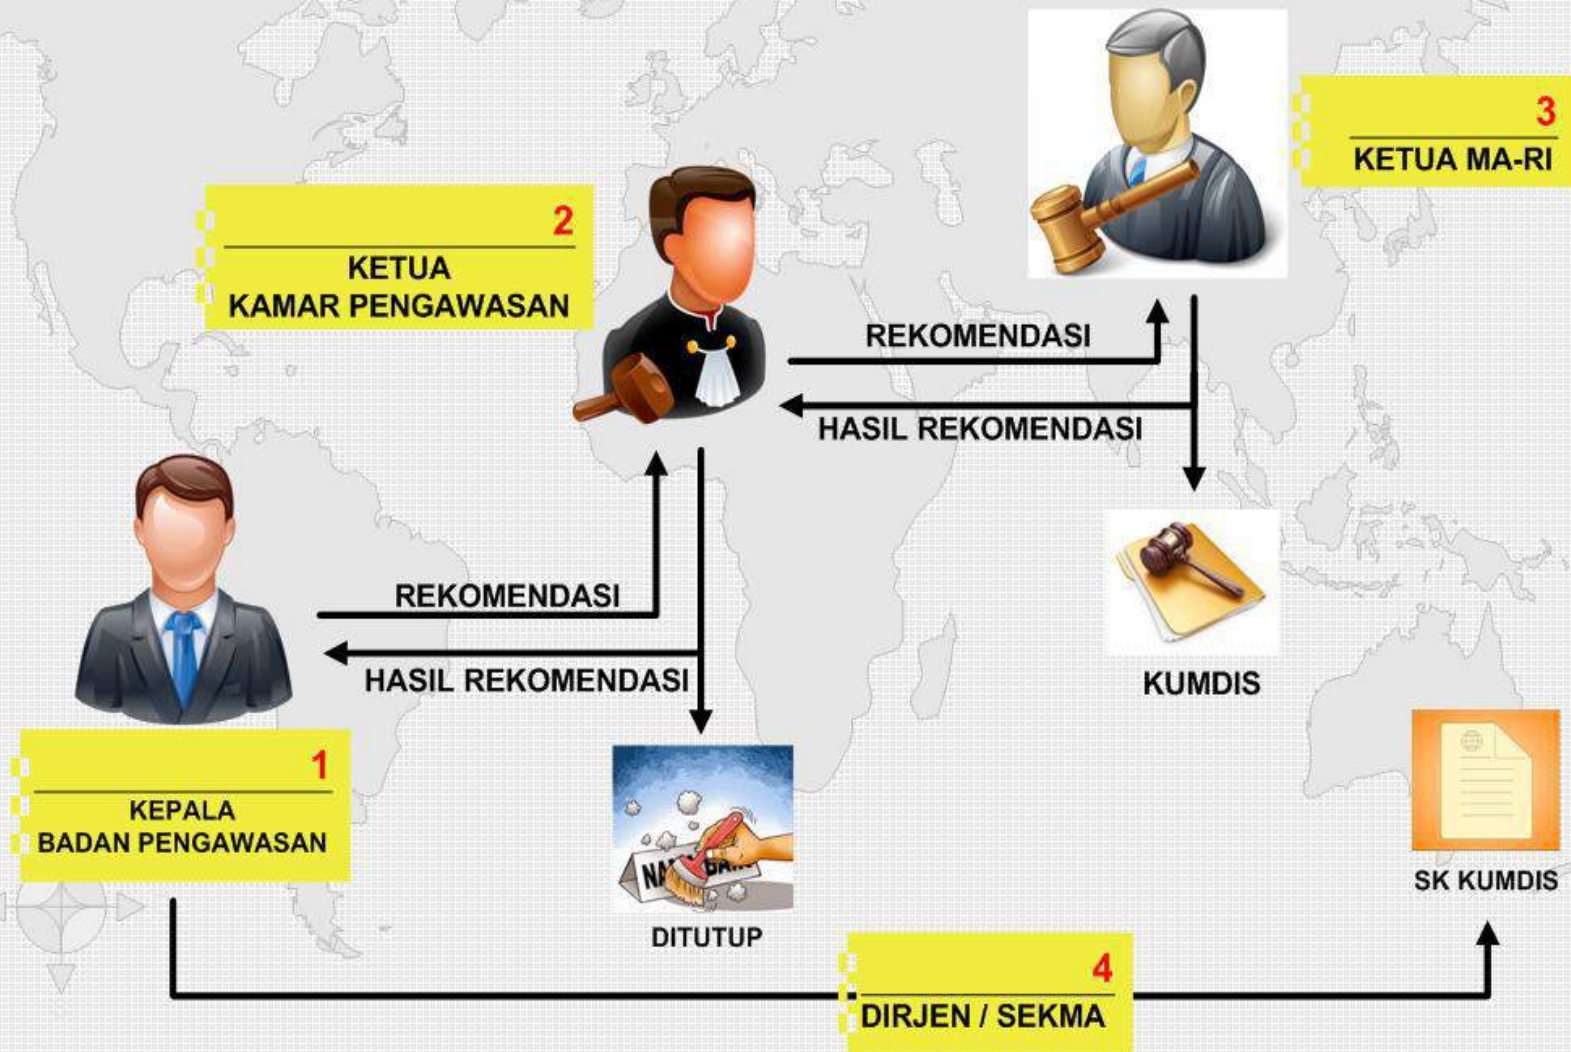 3
KETUA MA-RI
2
KETUA
KAMAR PENGAWASAN
REKOMENDASI
HASIL REKOMENDASI
REKOMENDASI
HASIL REKOMENDASI
KUMDIS
1
KEPALA
BADAN PENGAWASAN
SK KUMDIS
DITUTUP
4
DIRJEN / SEKMA